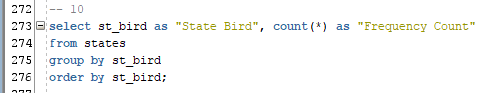 272 -- 10
273 select st_bird as "State Bird", count(*) as "Frequency Count"
274 from states
275 group by st_bird
276 order by st_bird;